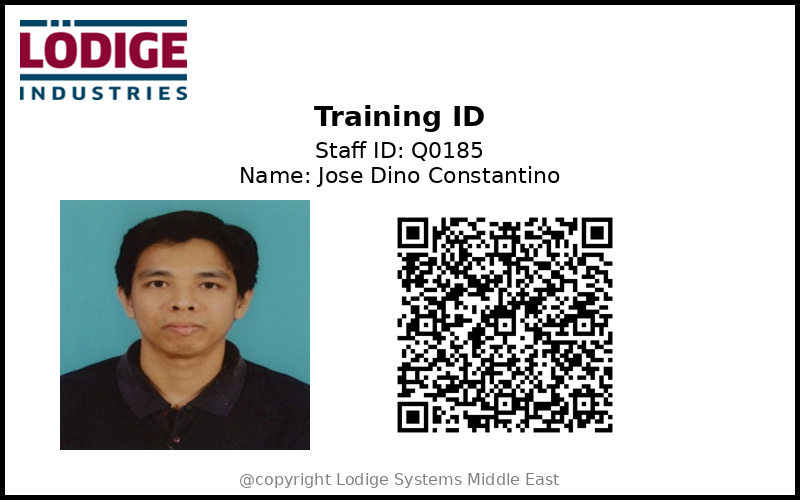 LÖDIGE
INDUSTRIES
Training ID
Staff ID: Q0185
Name: Jose Dino Constantino
@copyright Lodige Systems Middle East